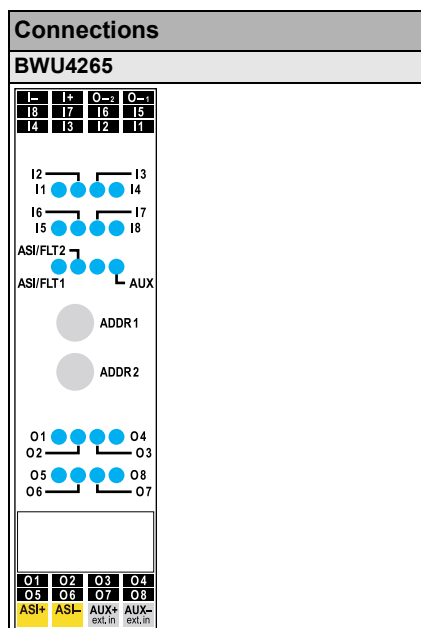 Connections
BWU4265
I– I+ O–2 O–1
I8 I7 I6 I5
I4 I3 I2 I1
I2 I3
I1 I4
I6 I7
I5 I8
ASI/FLT2
ASI/FLT1 AUX
ADDR1
ADDR2
O1 O4
O2 O3
O5 O8
O6 O7
O1 O2 O3 O4
O5 O6 O7 O8
ASI+ ASI– AUX+ AUX–
ext.in ext.in